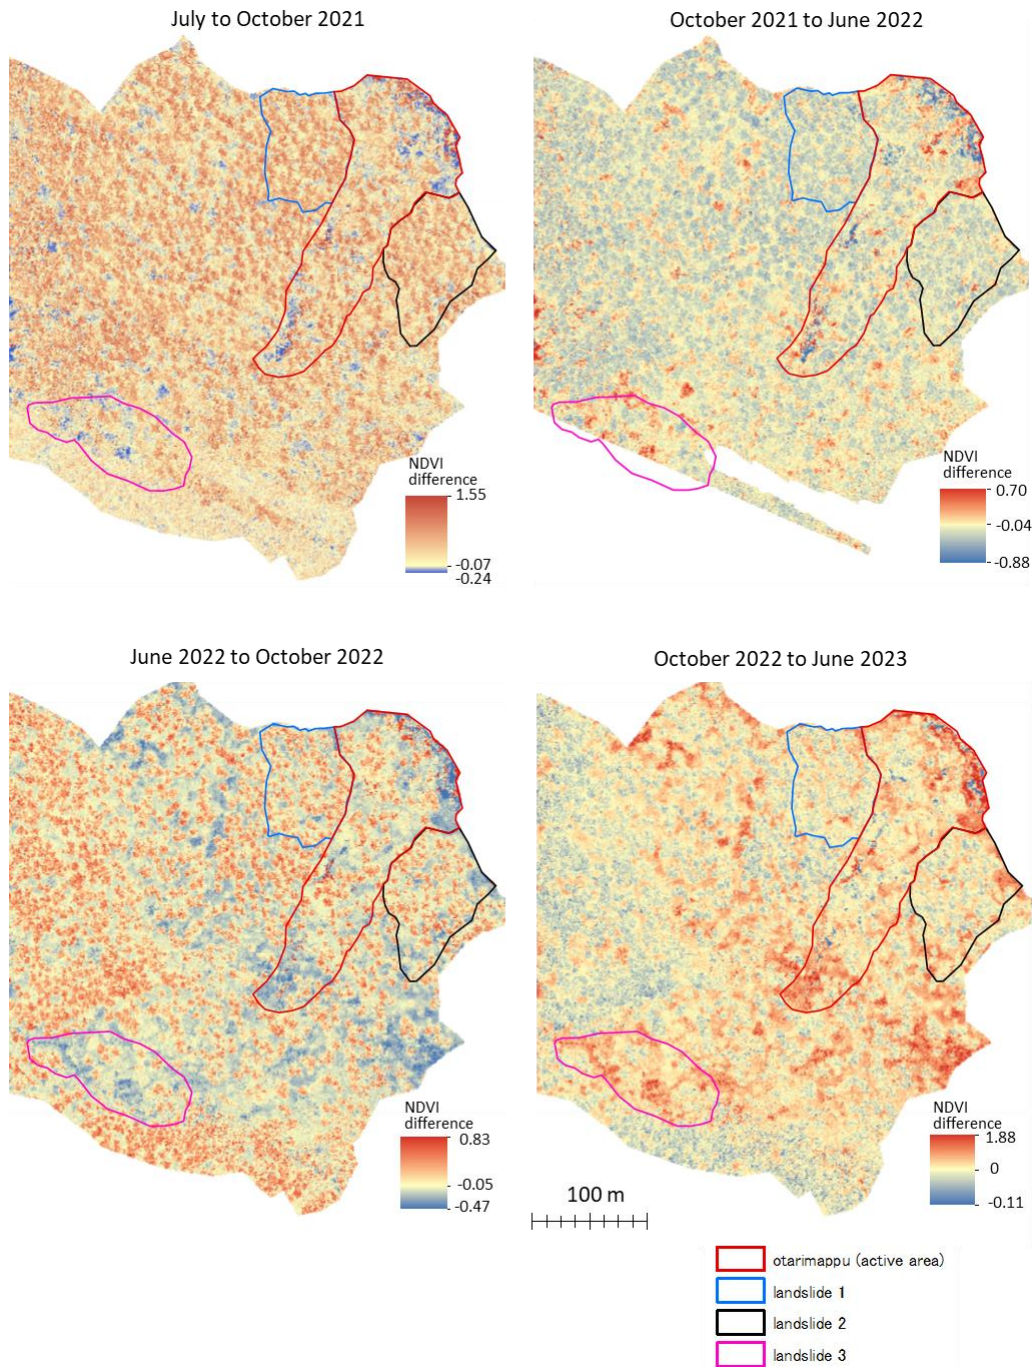 July to October 2021
October 2021 to June 2022
NDVI
difference
1.55
-0.07
-0.24
NDVI
difference
0.70
-0.04
-0.88
June 2022 to October 2022
October 2022 to June 2023
NDVI
difference
0.83
-0.05
-0.47
NDVI
difference
1.88
0
-0.11
100 m
otarimappu (active area)
landslide 1
landslide 2
landslide 3